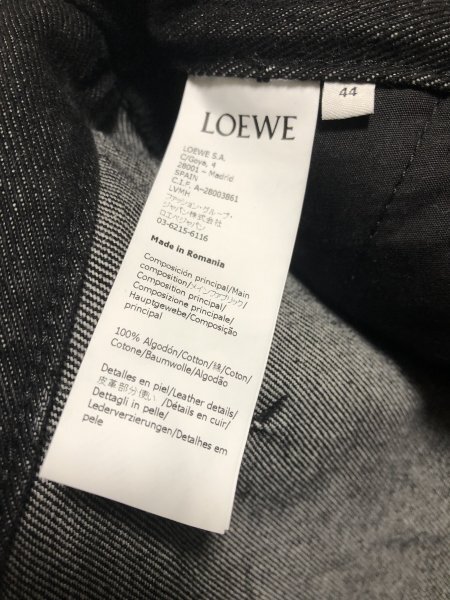 44
LOEWE
LOEWE S.A.
C/Goya, 4
28001 – Madrid
SPAIN
C.I.F. A-28003861
LVMH
ファッション・グループ・
ジャパン株式会社
ロエベジャパン
03-6215-6116
Made in Romania
Composición principal/Main
composition/メインファブリック/
Composition principal/
Composizione principale/
Hauptgewebe/Composição
principal
100% Algodón/Cotton/綿/Coton/
Cotone/Baumwolle/Algodão
Detalles en piel/Leather details/
皮革部分使い/Détails en cuir/
Dettagli in pelle/
Lederverzierungen/Detalhes em
pele